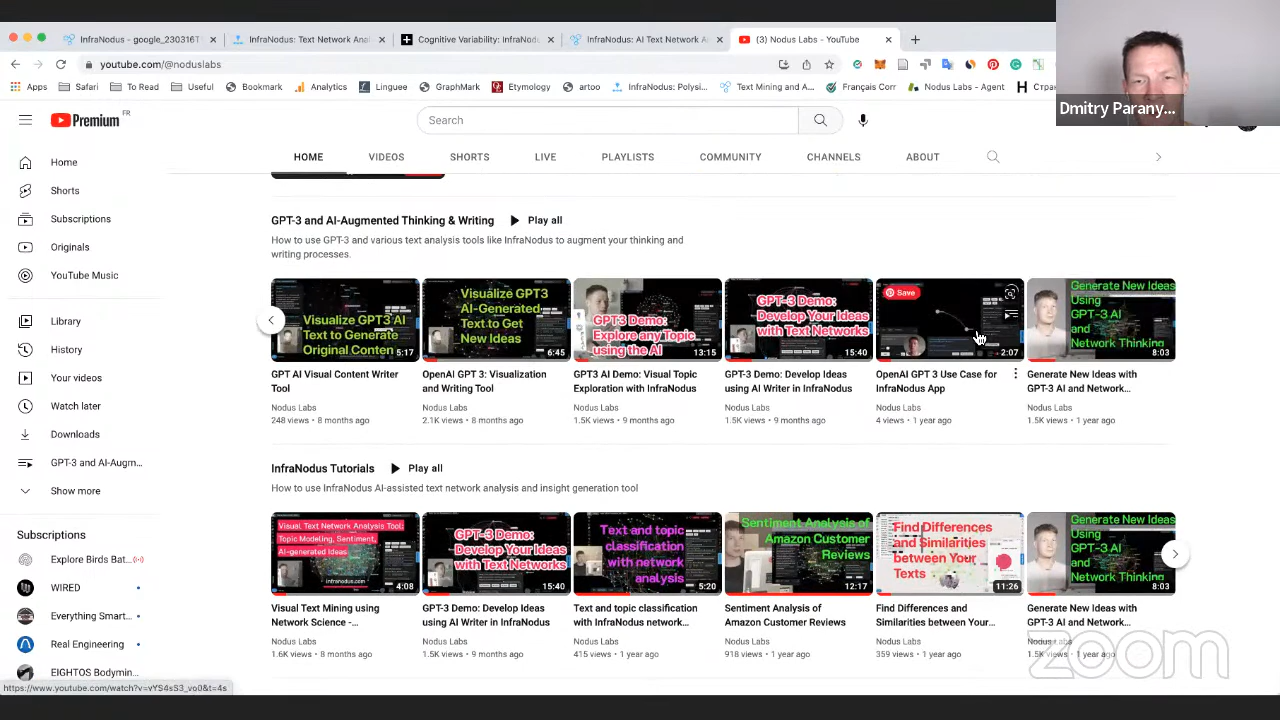 InfraNodus - google_230316T
InfraNodus: Text Network Anal
Cognitive Variability: InfraNod
InfraNodus: AI Text Network A
(3) Nodus Labs - YouTube
youtube.com/@noduslabs
Apps
Safari
To Read
Useful
Bookmark
Analytics
Linguee
GraphMark
Etymology
artoo
InfraNodus: Polysi...
Text Mining and A...
Français Corr
Nodus Labs - Agent
Dmitry Parany...
Premium FR
Search
HOME
VIDEOS
SHORTS
LIVE
PLAYLISTS
COMMUNITY
CHANNELS
ABOUT
Home
Shorts
Subscriptions
Originals
YouTube Music
Library
History
Your videos
Watch later
Downloads
GPT-3 and AI-Augm...
Show more
Subscriptions
WIRED
Everything Smart...
Real Engineering
EIGHTOS Bodymin...
GPT-3 and AI-Augmented Thinking & Writing
Play all
How to use GPT-3 and various text analysis tools like InfraNodus to augment your thinking and
writing processes.
Visualize GPT3 AI
Text to Generate
Original Conten
5:17
Visualize GPT3
AI-Generated
Text to Get
New Ideas
6:45
GPT3 Demo:
Explore any Topic
using the AI
13:15
GPT-3 Demo:
Develop Your Ideas
with Text Networks
15:40
Save
2:07
Generate New Ideas
Using
GPT-3 AI
and
Network Thinking
8:03
GPT AI Visual Content Writer
Tool
Nodus Labs
248 views • 8 months ago
OpenAI GPT 3: Visualization
and Writing Tool
Nodus Labs
2.1K views • 8 months ago
GPT3 AI Demo: Visual Topic
Exploration with InfraNodus
Nodus Labs
1.5K views • 9 months ago
GPT-3 Demo: Develop Ideas
using AI Writer in InfraNodus
Nodus Labs
1.5K views • 9 months ago
OpenAI GPT 3 Use Case for
InfraNodus App
Nodus Labs
4 views • 1 year ago
Generate New Ideas with
GPT-3 AI and Network...
Nodus Labs
1.5K views • 1 year ago
InfraNodus Tutorials
Play all
How to use InfraNodus AI-assisted text network analysis and insight generation tool
Visual Text Network Analysis Tool:
Topic Modeling, Sentiment,
AI-generated Ideas
infranodus.com
4:08
GPT-3 Demo:
Develop Your Ideas
with Text Networks
15:40
Text and topic
classification
with network
analysis
5:20
Sentiment Analysis of
Amazon Customer
Reviews
12:17
Find Differences
and Similarities
between Your
Texts
11:26
Generate New Ideas
Using
GPT-3 AI
and
Network Thinking
8:03
Visual Text Mining using
Network Science -...
Nodus Labs
1.6K views • 8 months ago
GPT-3 Demo: Develop Ideas
using AI Writer in InfraNodus
Nodus Labs
1.5K views • 9 months ago
Text and topic classification
with InfraNodus network...
Nodus Labs
415 views • 1 year ago
Sentiment Analysis of
Amazon Customer Reviews
Nodus Labs
918 views • 1 year ago
Find Differences and
Similarities between Your...
Nodus Labs
359 views • 1 year ago
Generate New Ideas with
GPT-3 AI and Network...
Nodus Labs
1.5K views • 1 year ago
zoom
https://www.youtube.com/watch?v=vYS4sS3_vo0&t=4s